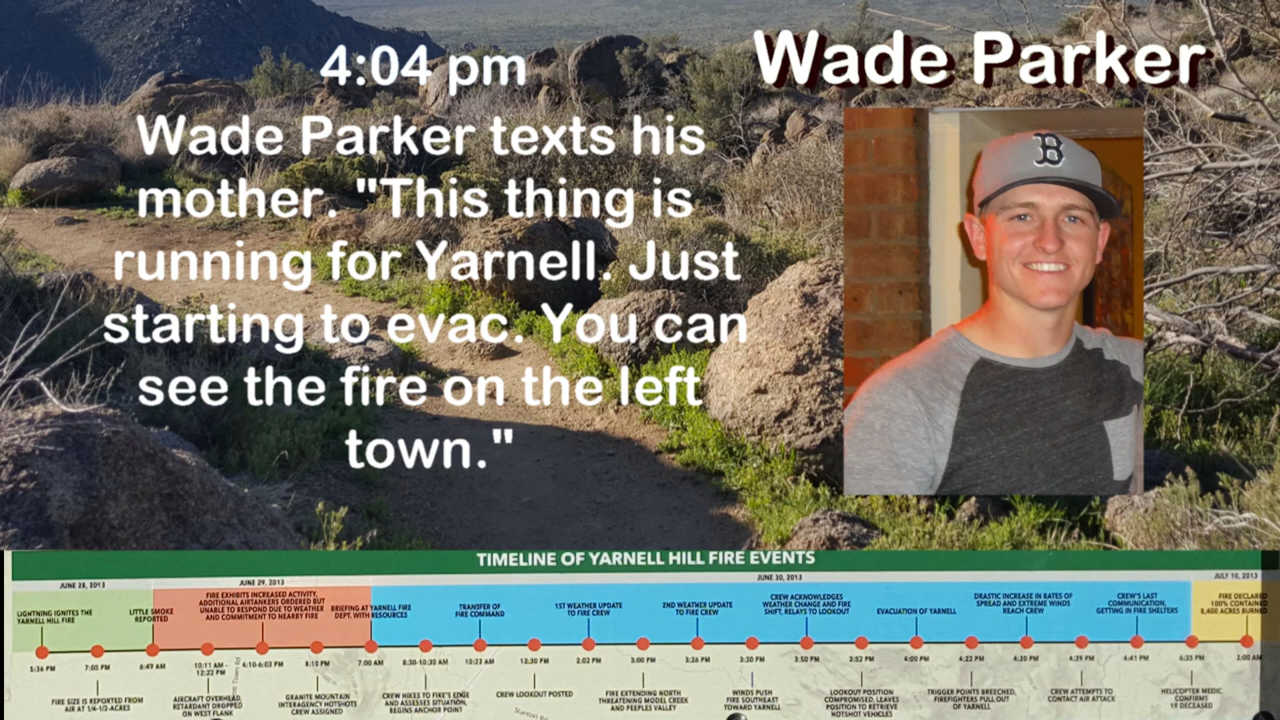 4:04 pm
Wade Parker texts his
mother. "This thing is
running for Yarnell. Just
starting to evac. You can
see the fire on the left
town."
Wade Parker
B
TIMELINE OF YARNELL HILL FIRE EVENTS
JUNE 28, 2013
JUNE 29, 2013
JUNE 30, 2013
JULY 10, 2013
LIGHTNING IGNITES THE
YARNELL HILL FIRE
LITTLE SMOKE
REPORTED
FIRE EXHIBITS INCREASED ACTIVITY,
ADDITIONAL AIRTANKERS ORDERED BUT
UNABLE TO RESPOND DUE TO WEATHER
AND COMMITMENT TO NEARBY FIRE
BRIEFING AT YARNELL FIRE
DEPT. WITH RESOURCES
TRANSFER OF
FIRE COMMAND
1ST WEATHER UPDATE
TO FIRE CREW
2ND WEATHER UPDATE
TO FIRE CREW
CREW ACKNOWLEDGES
WEATHER CHANGE AND FIRE
SHIFT, RELAYS TO LOOKOUT
EVACUATION OF YARNELL
DRASTIC INCREASE IN RATES OF
SPREAD AND EXTREME WINDS
REACH CREW
CREW'S LAST
COMMUNICATION,
GETTING IN FIRE SHELTERS
FIRE DECLARED
100% CONTAINED
8,400 ACRES BURNED
5:36 PM
7:05 PM
6:49 AM
10:11 AM -
12:22 PM
4:10-6:03 PM
8:10 PM
7:00 AM
8:30-10:30 AM
10:22 AM
12:30 PM
2:02 PM
3:00 PM
3:26 PM
3:30 PM
3:50 PM
3:52 PM
4:00 PM
4:22 PM
4:30 PM
4:39 PM
4:41 PM
6:35 PM
2:00 AM
FIRE SIZE IS REPORTED FROM
AIR AT 1/4-1/2-ACRES
AIRCRAFT OVERHEAD,
RETARDANT DROPPED
ON WEST FLANK
GRANITE MOUNTAIN
INTERAGENCY HOTSHOTS
CREW ASSIGNED
CREW HIKES TO FIRE'S EDGE
AND ASSESSES SITUATION,
BEGINS ANCHOR POINT
CREW LOOKOUT POSTED
FIRE EXTENDING NORTH
THREATENING MODEL CREEK
AND PEEPLES VALLEY
WINDS PUSH
FIRE SOUTHEAST
TOWARD YARNELL
LOOKOUT POSITION
COMPROMISED, LEAVES
POSITION TO RETRIEVE
HOTSHOT VEHICLES
TRIGGER POINTS BREECHED,
FIREFIGHTERS PULL OUT
OF YARNELL
CREW ATTEMPTS TO
CONTACT AIR ATTACK
HELICOPTER MEDIC
CONFIRMS
19 DECEASED